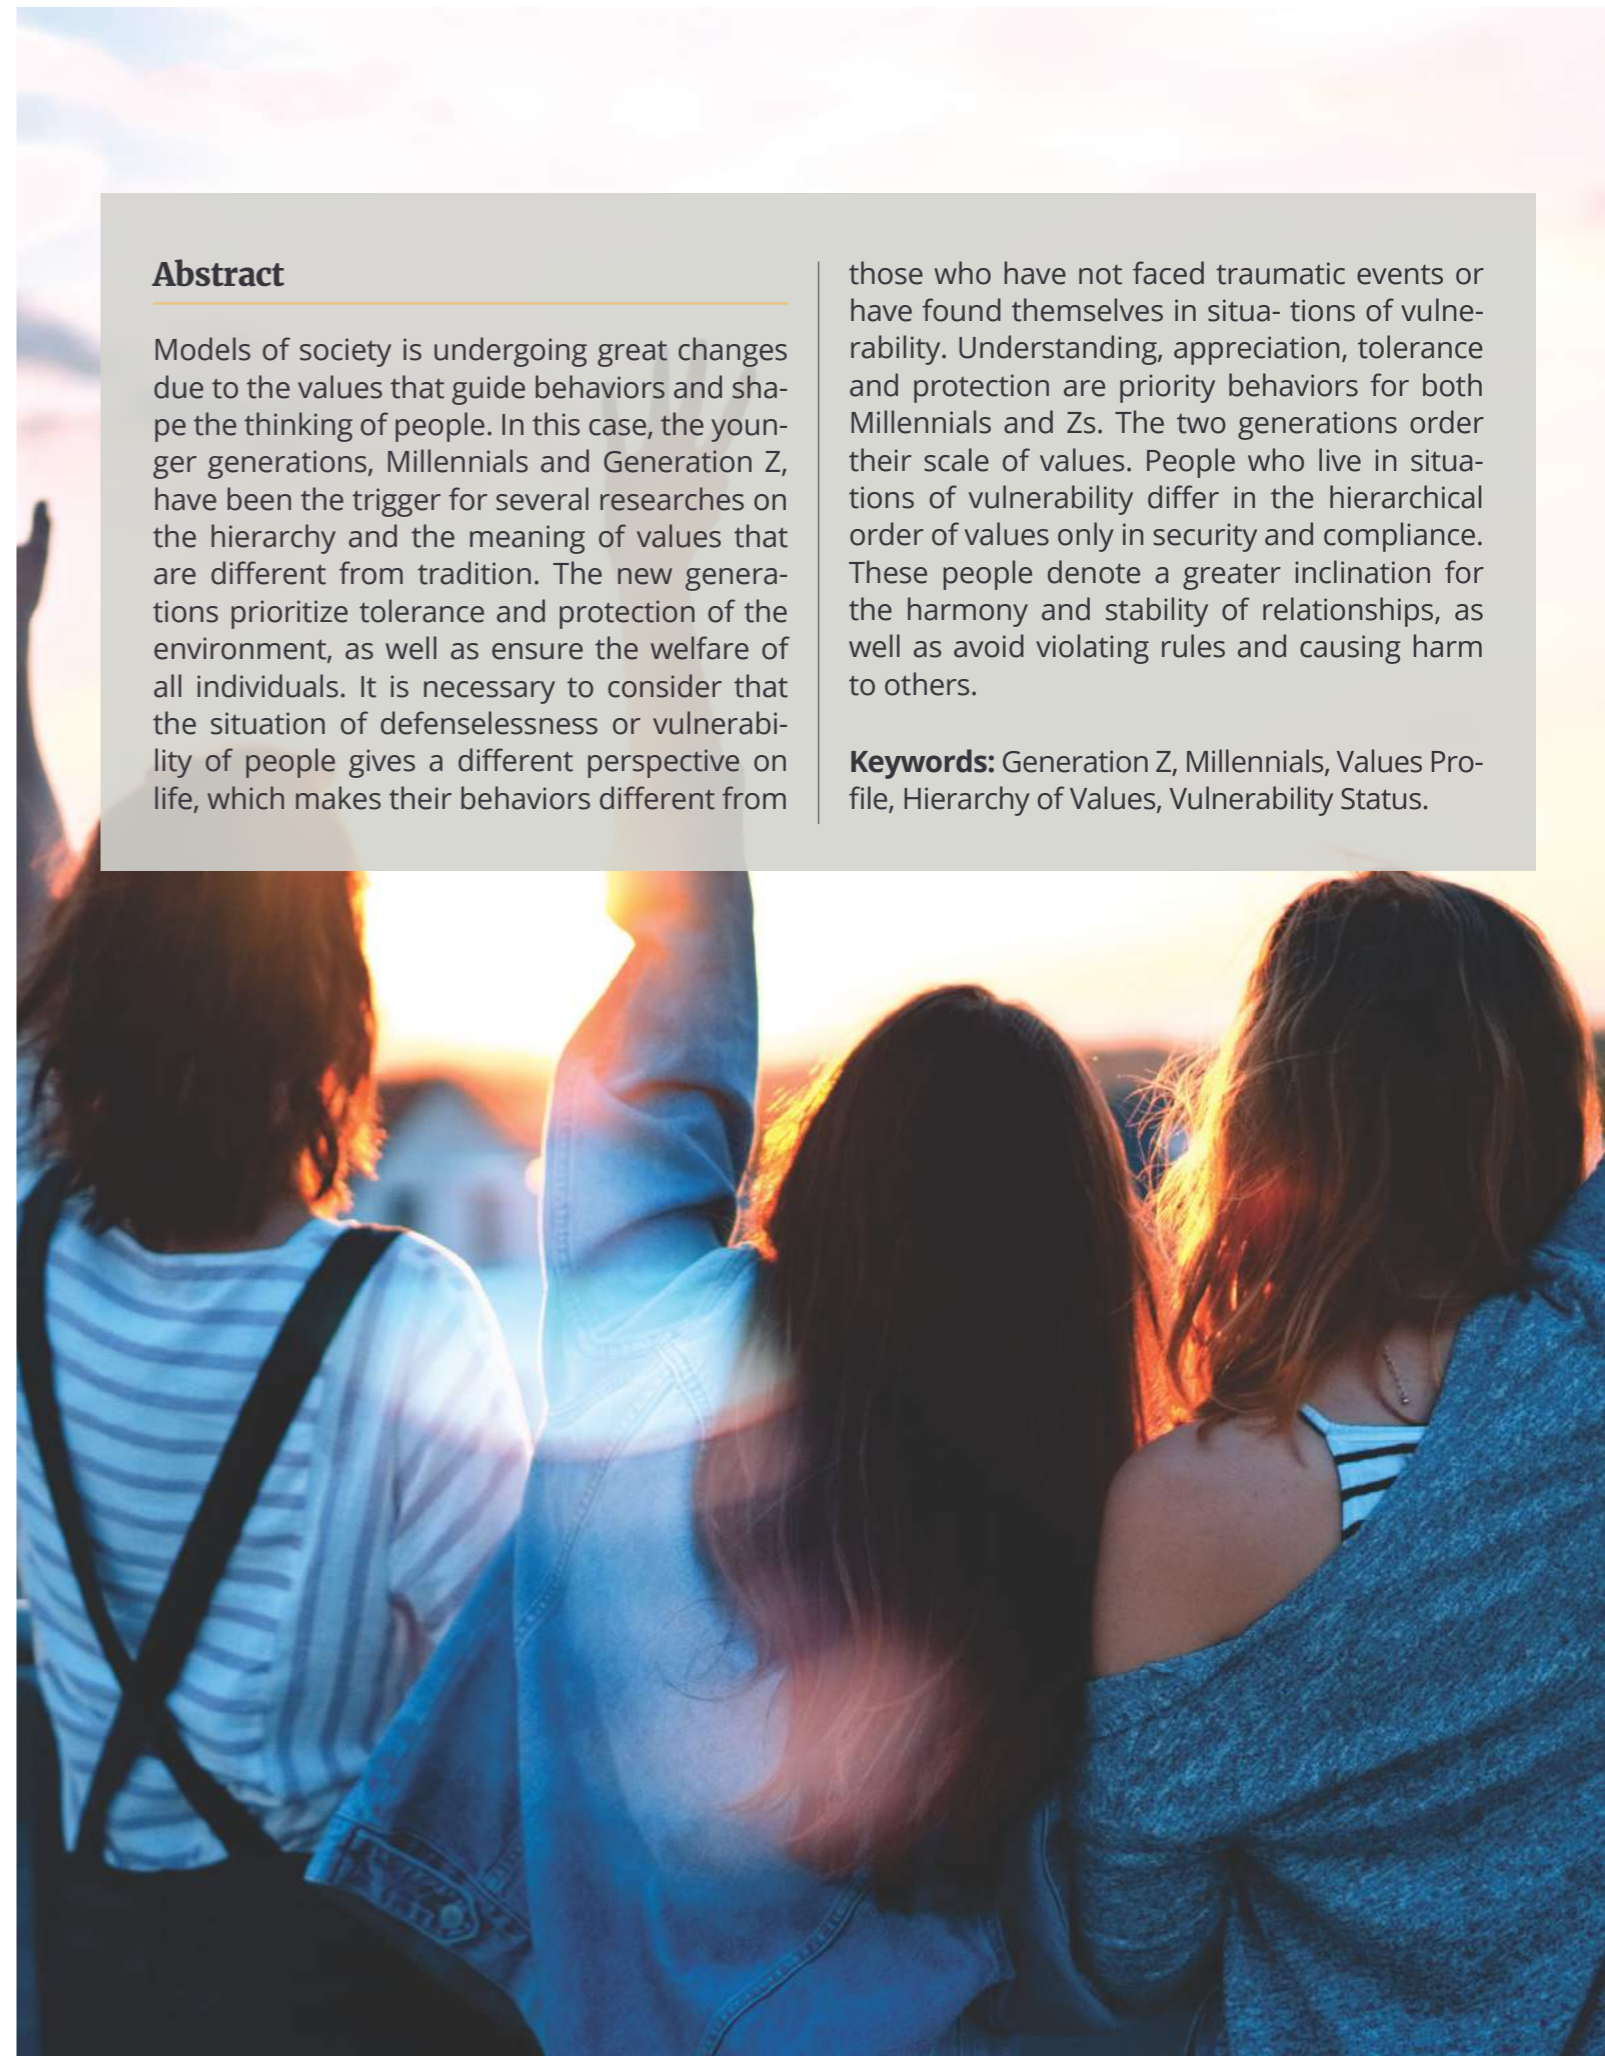 Abstract
Models of society is undergoing great changes
due to the values that guide behaviors and sha-
pe the thinking of people. In this case, the youn-
ger generations, Millennials and Generation Z,
have been the trigger for several researches on
the hierarchy and the meaning of values that
are different from tradition. The new genera-
tions prioritize tolerance and protection of the
environment, as well as ensure the welfare of
all individuals. It is necessary to consider that
the situation of defenselessness or vulnerabi-
lity of people gives a different perspective on
life, which makes their behaviors different from
those who have not faced traumatic events or
have found themselves in situa- tions of vulne-
rability. Understanding, appreciation, tolerance
and protection are priority behaviors for both
Millennials and Zs. The two generations order
their scale of values. People who live in situa-
tions of vulnerability differ in the hierarchical
order of values only in security and compliance.
These people denote a greater inclination for
the harmony and stability of relationships, as
well as avoid violating rules and causing harm
to others.
Keywords: Generation Z, Millennials, Values Pro-
file, Hierarchy of Values, Vulnerability Status.